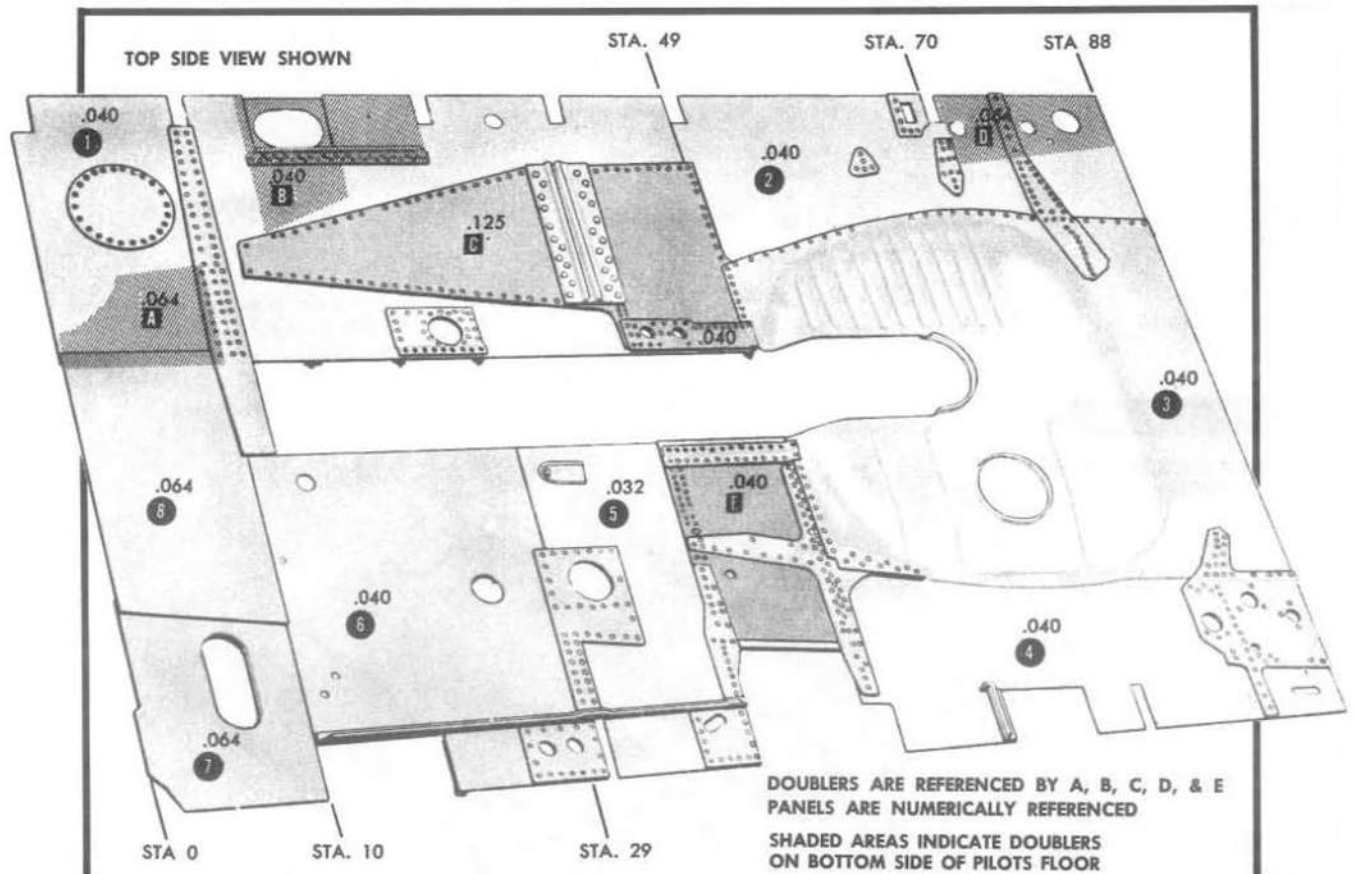 STA. 49
STA. 70
STA 88
TOP SIDE VIEW SHOWN
.040
1
.064
D
.040
2
.040
B
.125
C
.064
A
.040
.040
3
.040
E
.032
5
.064
8
.040
6
.040
4
.064
7
DOUBLERS ARE REFERENCED BY A, B, C, D, & E
PANELS ARE NUMERICALLY REFERENCED
SHADED AREAS INDICATE DOUBLERS
ON BOTTOM SIDE OF PILOTS FLOOR
STA 0
STA. 10
STA. 29